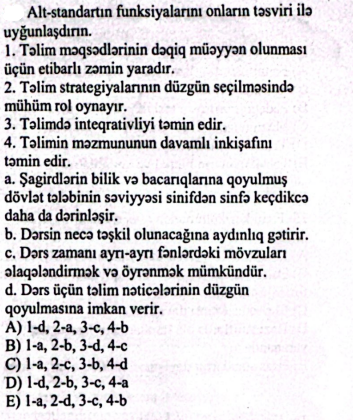 Alt-standartın funksiyalarını onların təsviri ilə
uyğunlaşdırın.
1. Təlim məqsədlərinin dəqiq müəyyən olunması
üçün etibarlı zəmin yaradır.
2. Təlim strategiyalarının düzgün seçilməsində
mühüm rol oynayır.
3. Təlimdə inteqrativliyi təmin edir.
4. Təlimin məzmununun davamlı inkişafını
təmin edir.
a. Şagirdlərin bilik və bacarıqlarına qoyulmuş
dövlət tələbinin səviyyəsi sinifdən sinfə keçdikcə
daha da dərinləşir.
b. Dərsin necə təşkil olunacağına aydınlıq gətirir.
c. Dərs zamanı ayrı-ayrı fənlərdəki mövzuları
əlaqələndirmək və öyrənmək mümkündür.
d. Dərs üçün təlim nəticələrinin düzgün
qoyulmasına imkan verir.
A) 1-d, 2-a, 3-c, 4-b
B) 1-a, 2-b, 3-d, 4-c
C) 1-a, 2-c, 3-b, 4-d
D) 1-d, 2-b, 3-c, 4-a
E) 1-a, 2-d, 3-c, 4-b